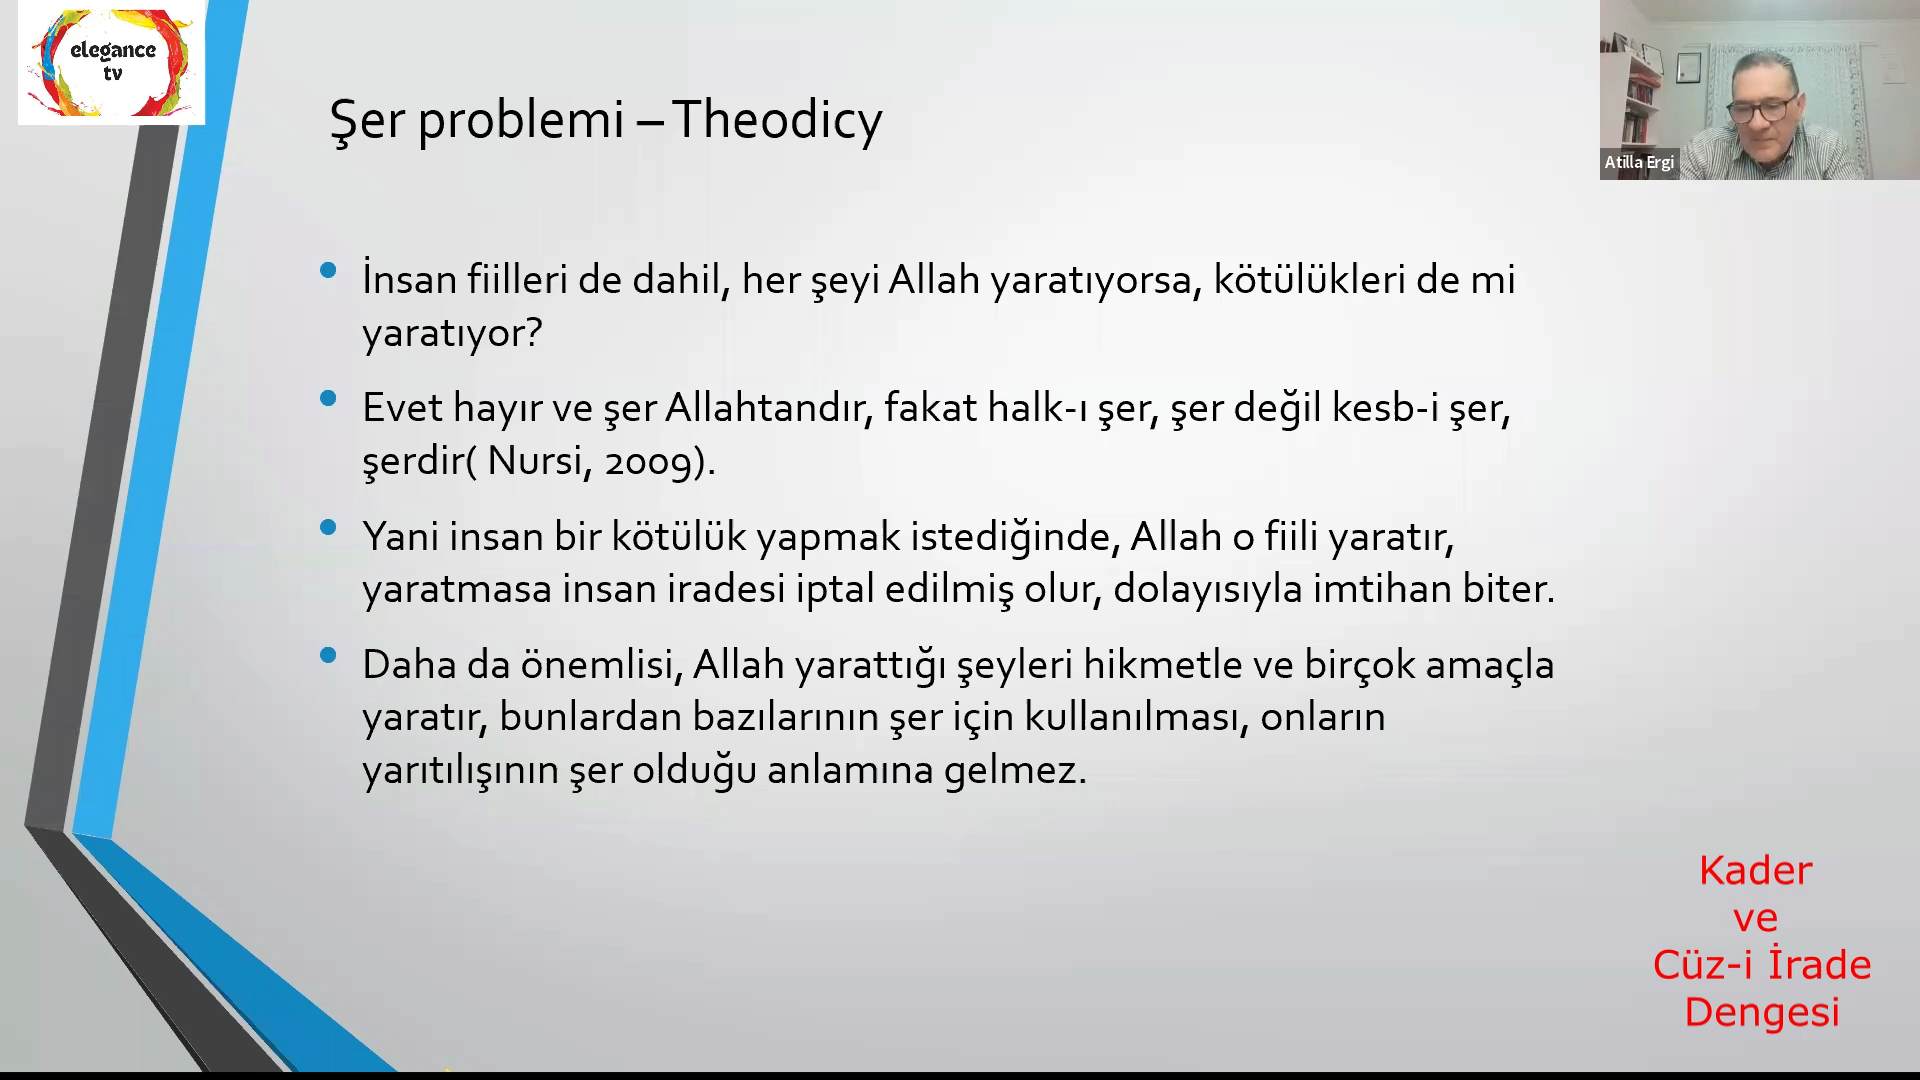 elegance
tv
Şer problemi – Theodicy
Atilla Ergi
İnsan fiilleri de dahil, her şeyi Allah yaratıyorsa, kötülükleri de mi
yaratıyor?
Evet hayır ve şer Allahtandır, fakat halk-ı şer, şer değil kesb-i şer,
şerdir( Nursi, 2009).
Yani insan bir kötülük yapmak istediğinde, Allah o fiili yaratır,
yaratmasa insan iradesi iptal edilmiş olur, dolayısıyla imtihan biter.
Daha da önemlisi, Allah yarattığı şeyleri hikmetle ve birçok amaçla
yaratır, bunlardan bazılarının şer için kullanılması, onların
yarıtılışının şer olduğu anlamına gelmez.
Kader
ve
Cüz-i İrade
Dengesi